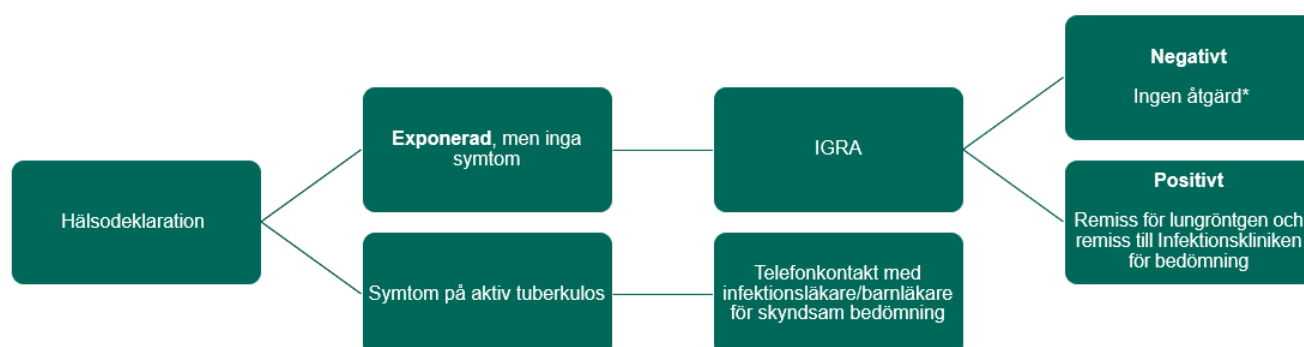 Hälsodeklaration
Exponerad, men inga
symtom
IGRA
Negativt
Ingen åtgärd*
Positivt
Remiss för lungröntgen och
remiss till Infektionskliniken
för bedömning
Symtom på aktiv tuberkulos
Telefonkontakt med
infektionsläkare/barnläkare
för skyndsam bedömning